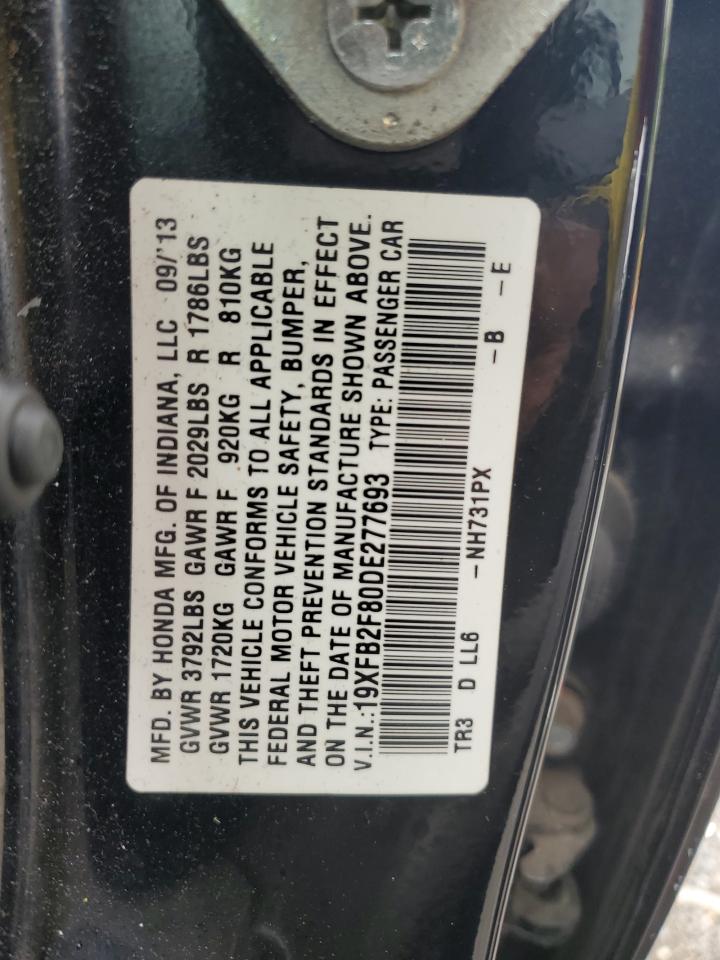 MFD. BY HONDA MFG. OF INDIANA, LLC 09/'13
GVWR 3792LBS GAWR F 2029LBS R 1786LBS
GVWR 1720KG GAWR F 920KG R 810KG
THIS VEHICLE CONFORMS TO ALL APPLICABLE
FEDERAL MOTOR VEHICLE SAFETY, BUMPER,
AND THEFT PREVENTION STANDARDS IN EFFECT
ON THE DATE OF MANUFACTURE SHOWN ABOVE.
V.I.N.:19XFB2F80DE277693 TYPE: PASSENGER CAR
TR3 D LL6 -NH731PX -B -E